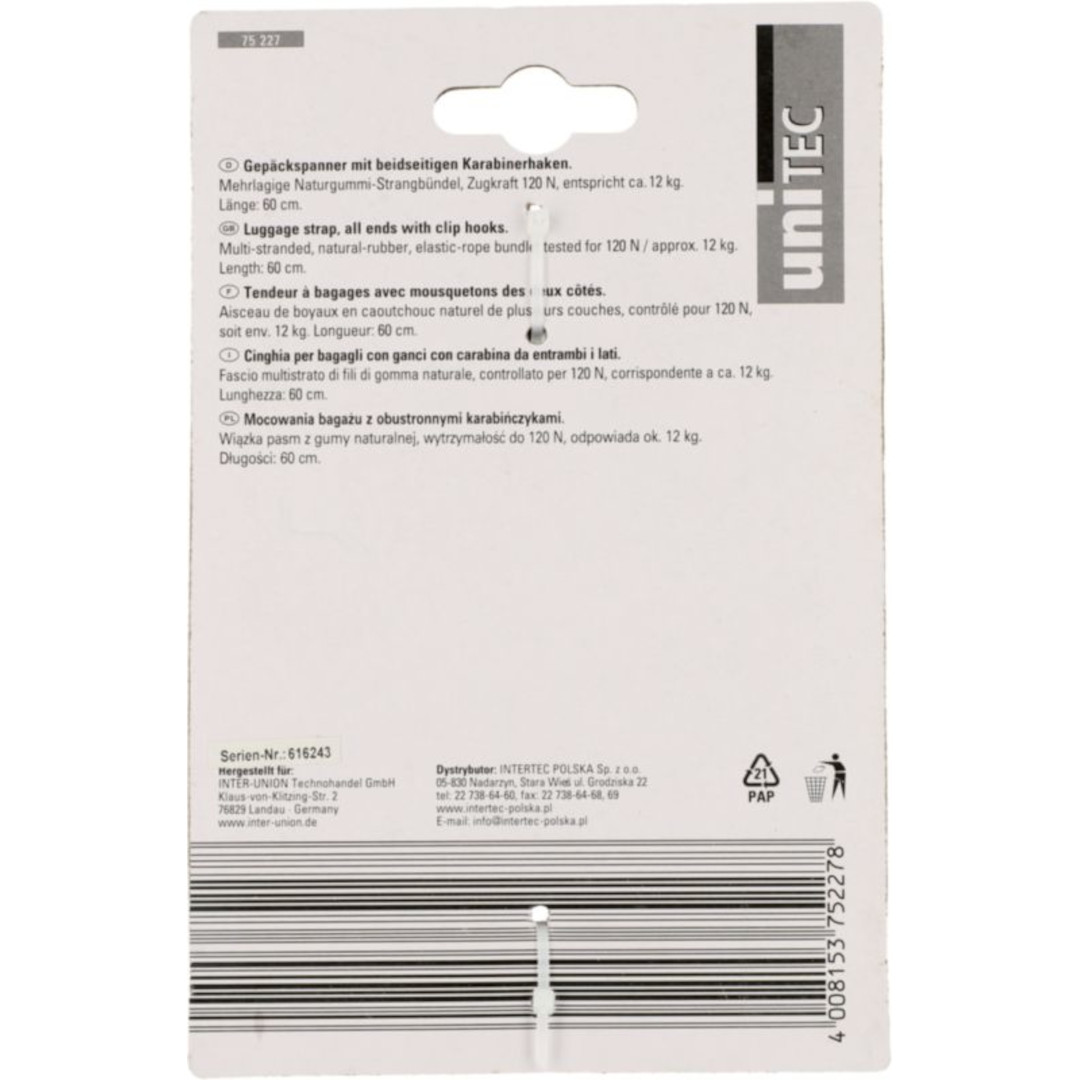 75 227
uniTEC
D Gepäckspanner mit beidseitigen Karabinerhaken.
Mehrlagige Naturgummi-Strangbündel, Zugkraft 120 N, entspricht ca. 12 kg.
Länge: 60 cm.
GB Luggage strap, all ends with clip hooks.
Multi-stranded, natural-rubber, elastic-rope bundle tested for 120 N / approx. 12 kg.
Length: 60 cm.
F Tendeur à bagages avec mousquetons des eux côtés.
Aisceau de boyaux en caoutchouc naturel de plus urs couches, contrôlé pour 120 N,
soit env. 12 kg. Longueur: 60 cm.
I Cinghia per bagagli con ganci con carabina da entrambi i lati.
Fascio multistrato di fili di gomma naturale, controllato per 120 N, corrispondente a ca. 12 kg.
Lunghezza: 60 cm.
PL Mocowania bagażu z obustronnymi karabińczykami.
Wiązka pasm z gumy naturalnej, wytrzymałość do 120 N, odpowiada ok. 12 kg.
Długości: 60 cm.
Serien-Nr.: 616243
Hergestellt für:
INTER-UNION Technohandel GmbH
Klaus-von-Klitzing-Str. 2
76829 Landau · Germany
www.inter-union.de
Dystrybutor: INTERTEC POLSKA Sp. z o.o.
05-830 Nadarzyn, Stara Wieś ul. Grodziska 22
tel: 22 738-64-60, fax: 22 738-64-68, 69
www.intertec-polska.pl
E-mail: info@intertec-polska.pl
21
PAP
4 008153 752278